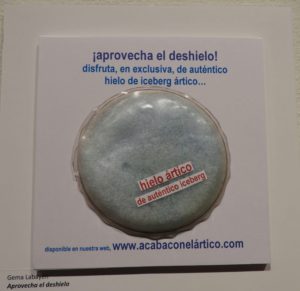 ¡aprovecha el deshielo!
disfruta, en exclusiva, de auténtico
hielo de iceberg ártico...
hielo ártico
de auténtico iceberg
disponible en nuestra web, www.acabaconelártico.com
Gema Labayen
Aprovecha el deshielo